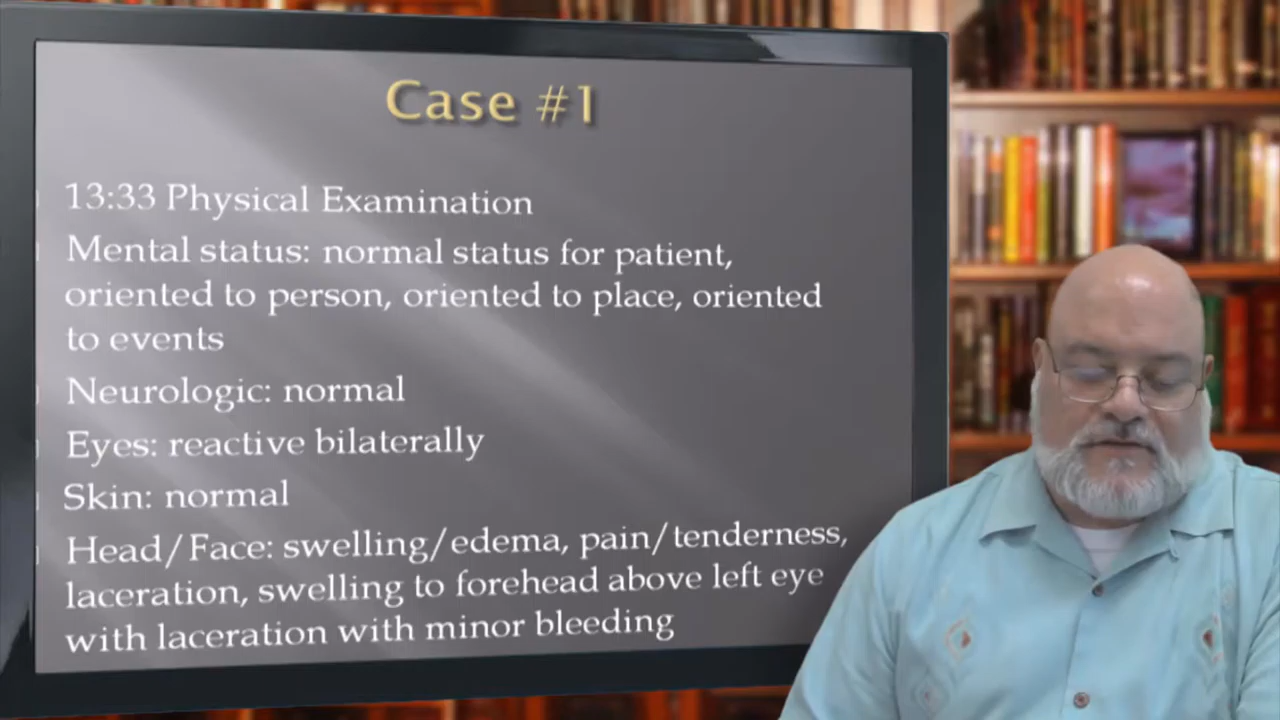 Case #1
13:33 Physical Examination
Mental status: normal status for patient,
oriented to person, oriented to place, oriented
to events
Neurologic: normal
Eyes: reactive bilaterally
Skin: normal
Head/Face: swelling/edema, pain/tenderness,
laceration, swelling to forehead above left eye
with laceration with minor bleeding